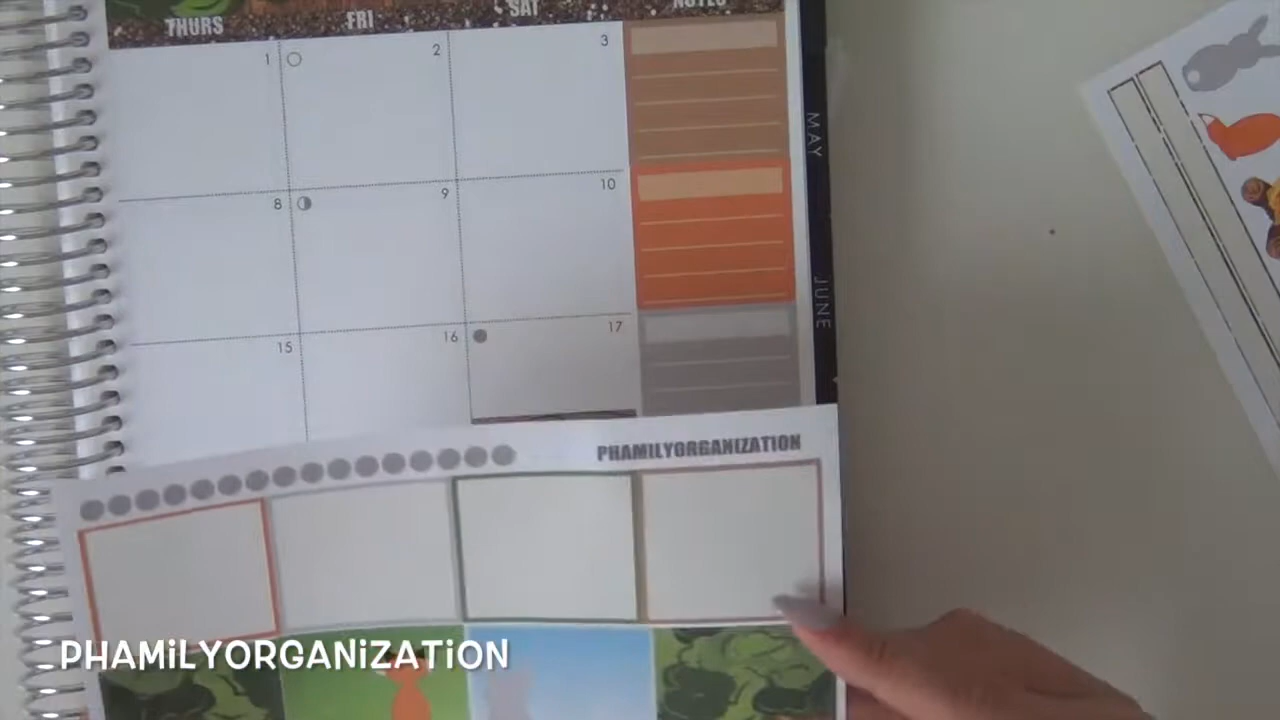 THURS FRI SAT NOTES
1 2 3
MAY
8 9 10
JUNE
15 16 17
PHAMILYORGANIZATION
PHAMiLYORGANiZATiON